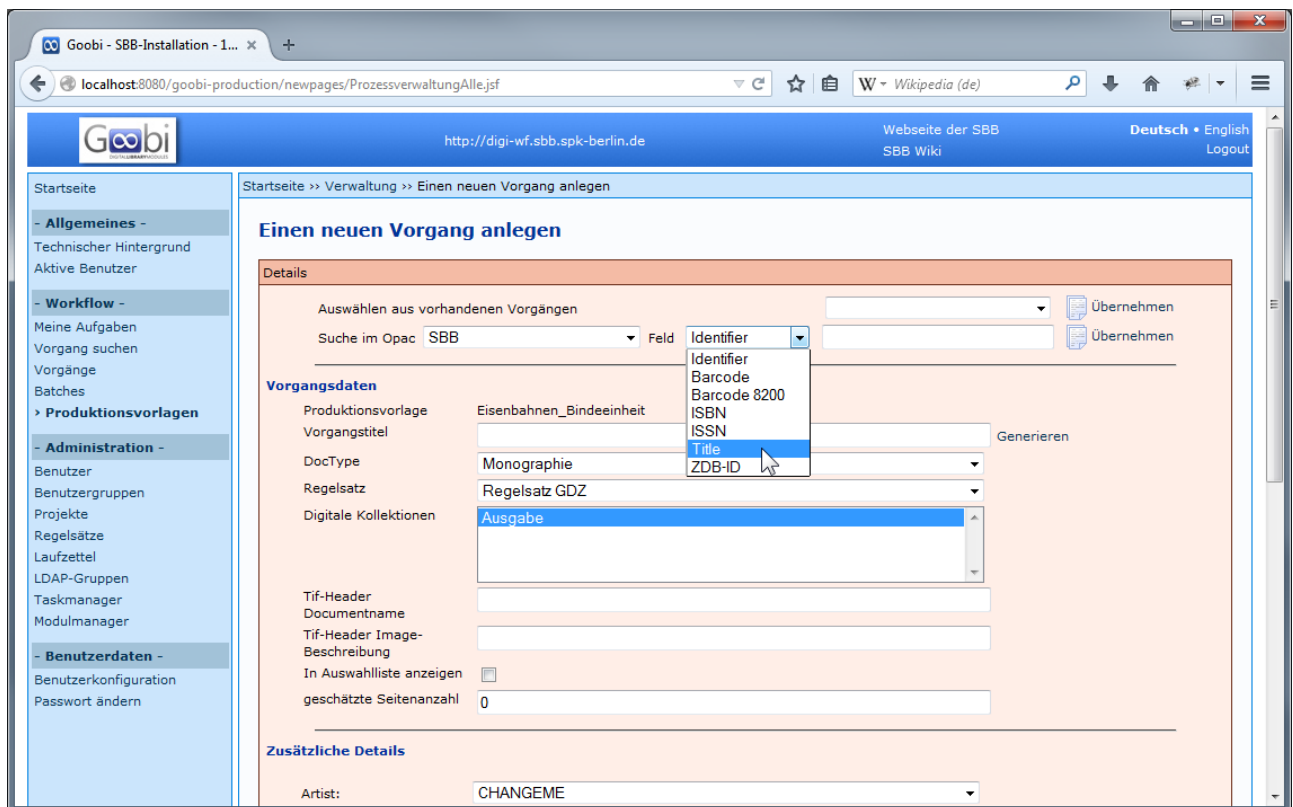 Goobi - SBB-Installation - 1...
localhost:8080/goobi-production/newpages/ProzessverwaltungAlle.jsf
W Wikipedia (de)
Goobi
DIGITAL LIBRARY MODULES
http://digi-wf.sbb.spk-berlin.de
Webseite der SBB
SBB Wiki
Deutsch • English
Logout
Startseite
- Allgemeines -
Technischer Hintergrund
Aktive Benutzer
- Workflow -
Meine Aufgaben
Vorgang suchen
Vorgänge
Batches
› Produktionsvorlagen
- Administration -
Benutzer
Benutzergruppen
Projekte
Regelsätze
Laufzettel
LDAP-Gruppen
Taskmanager
Modulmanager
- Benutzerdaten -
Benutzerkonfiguration
Passwort ändern
Startseite ›› Verwaltung ›› Einen neuen Vorgang anlegen
Einen neuen Vorgang anlegen
Details
Auswählen aus vorhandenen Vorgängen Übernehmen
Suche im Opac SBB Feld Identifier Übernehmen
Identifier
Barcode
Barcode 8200
ISBN
ISSN
Title
ZDB-ID
Vorgangsdaten
Produktionsvorlage Eisenbahnen_Bindeeinheit
Vorgangstitel Generieren
DocType Monographie
Regelsatz Regelsatz GDZ
Digitale Kollektionen Ausgabe
Tif-Header
Documentname
Tif-Header Image-
Beschreibung
In Auswahlliste anzeigen
geschätzte Seitenanzahl 0
Zusätzliche Details
Artist: CHANGEME